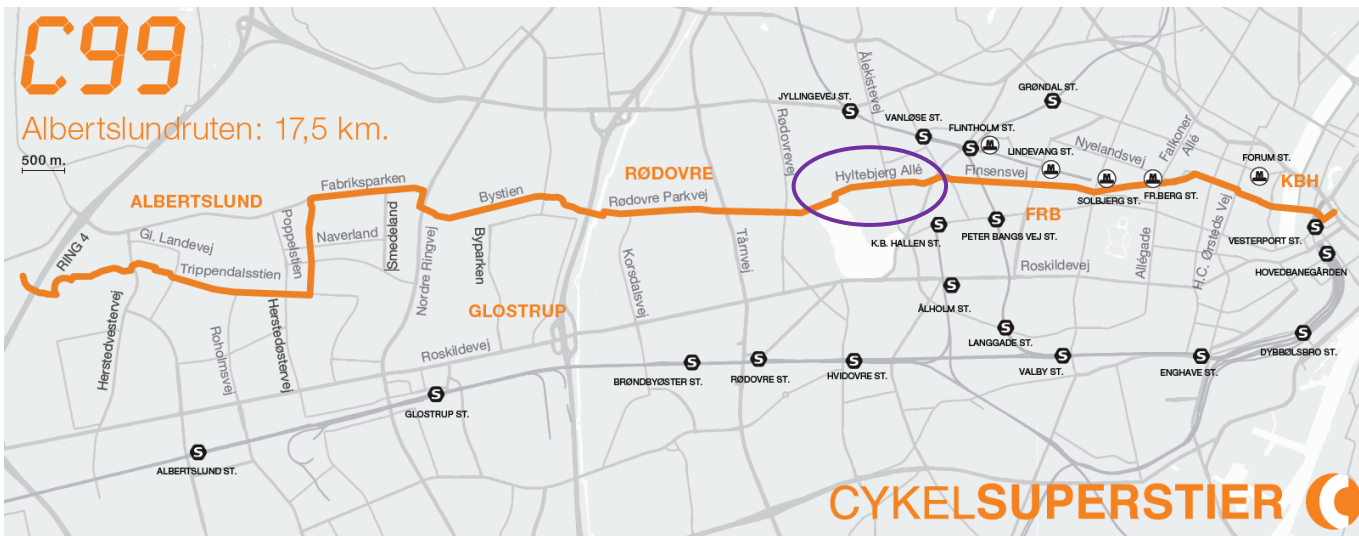 C99
Albertslundruten: 17,5 km.
500 m.
ALBERTSLUND
RING 4
Gl. Landevej
Trippendalsstien
Herstedvestervej
Roholmsvej
Herstedøstervej
Poppelstien
Fabriksparken
Naverland
Smedeland
Nordre Ringvej
Bystien
Byparken
GLOSTRUP
Roskildevej
GLOSTRUP ST.
ALBERTSLUND ST.
RØDOVRE
Rødovre Parkvej
Korsdalsvej
Tårnvej
BRØNDBYØSTER ST.
RØDOVRE ST.
HVIDOVRE ST.
Rødovrevej
Ålekistevej
JYLLINGEVEJ ST.
VANLØSE ST.
FLINTHOLM ST.
GRØNDAL ST.
LINDEVANG ST.
Hyltebjerg Allé
Finsensvej
Nyelandsvej
Falkoner
Allé
FORUM ST.
KBH
SOLBJERG ST.
FR.BERG ST.
FRB
K.B. HALLEN ST.
PETER BANGS VEJ ST.
Roskildevej
Allégade
H.C. Ørsteds Vej
VESTERPORT ST.
HOVEDBANEGÅRDEN
ÅLHOLM ST.
LANGGADE ST.
VALBY ST.
ENGHAVE ST.
DYBBØLSBRO ST.
CYKELSUPERSTIER